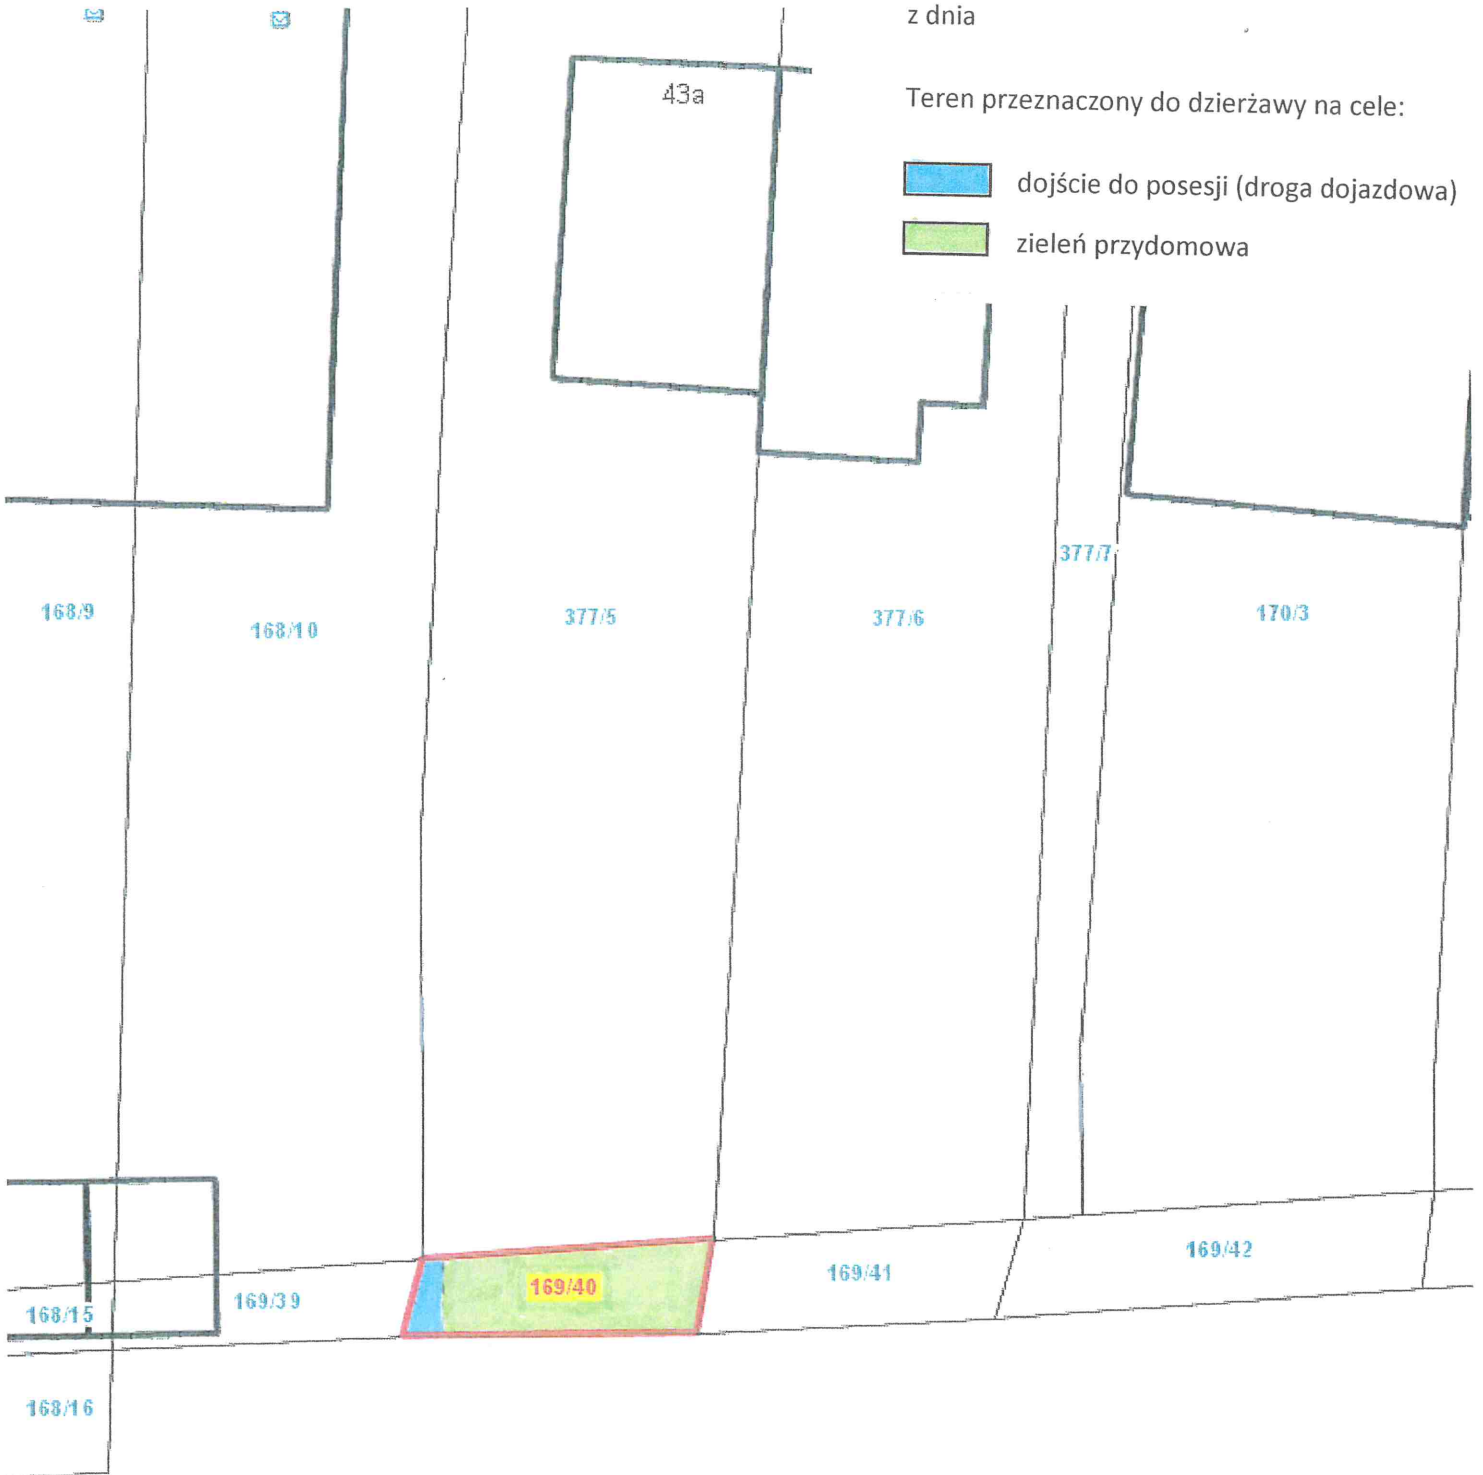 z dnia
43a
Teren przeznaczony do dzierżawy na cele:
dojście do posesji (droga dojazdowa)
zieleń przydomowa
377/7
168/9
168/10
377/5
377/6
170/3
169/42
169/41
169/40
169/39
168/15
168/16